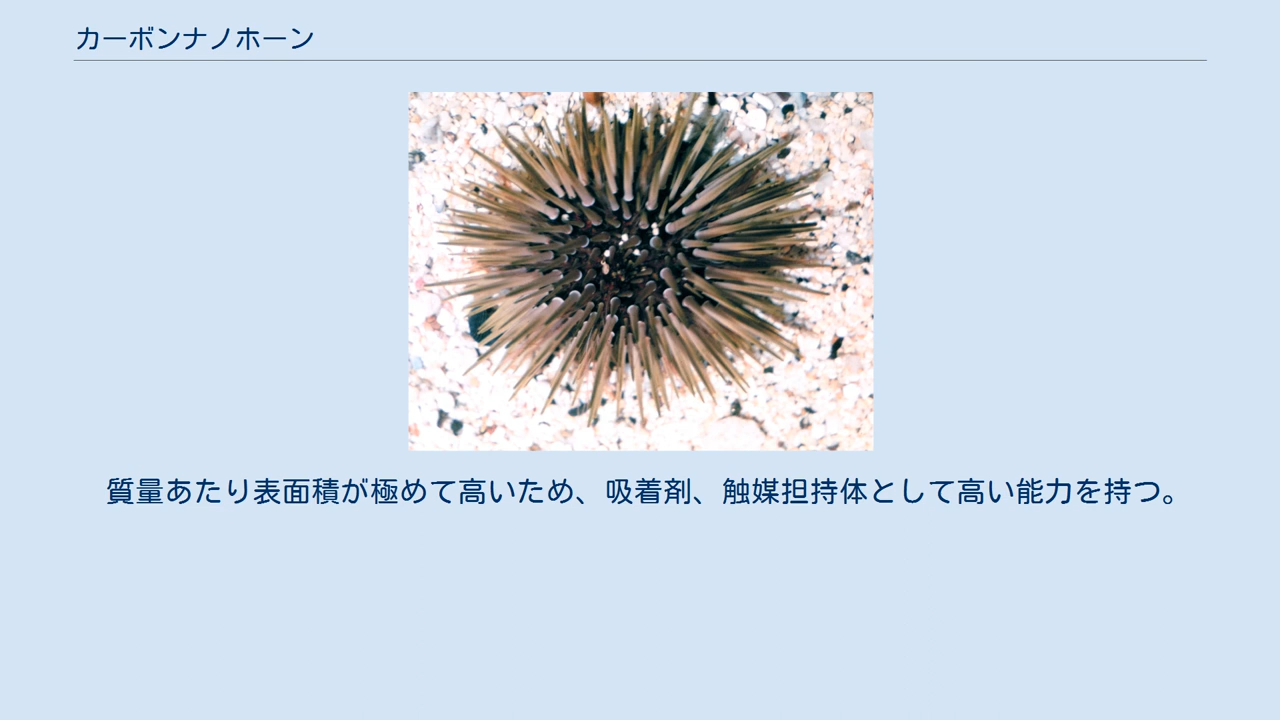 カーボンナノホーン
質量あたり表面積が極めて高いため、吸着剤、触媒担持体として高い能力を持つ。